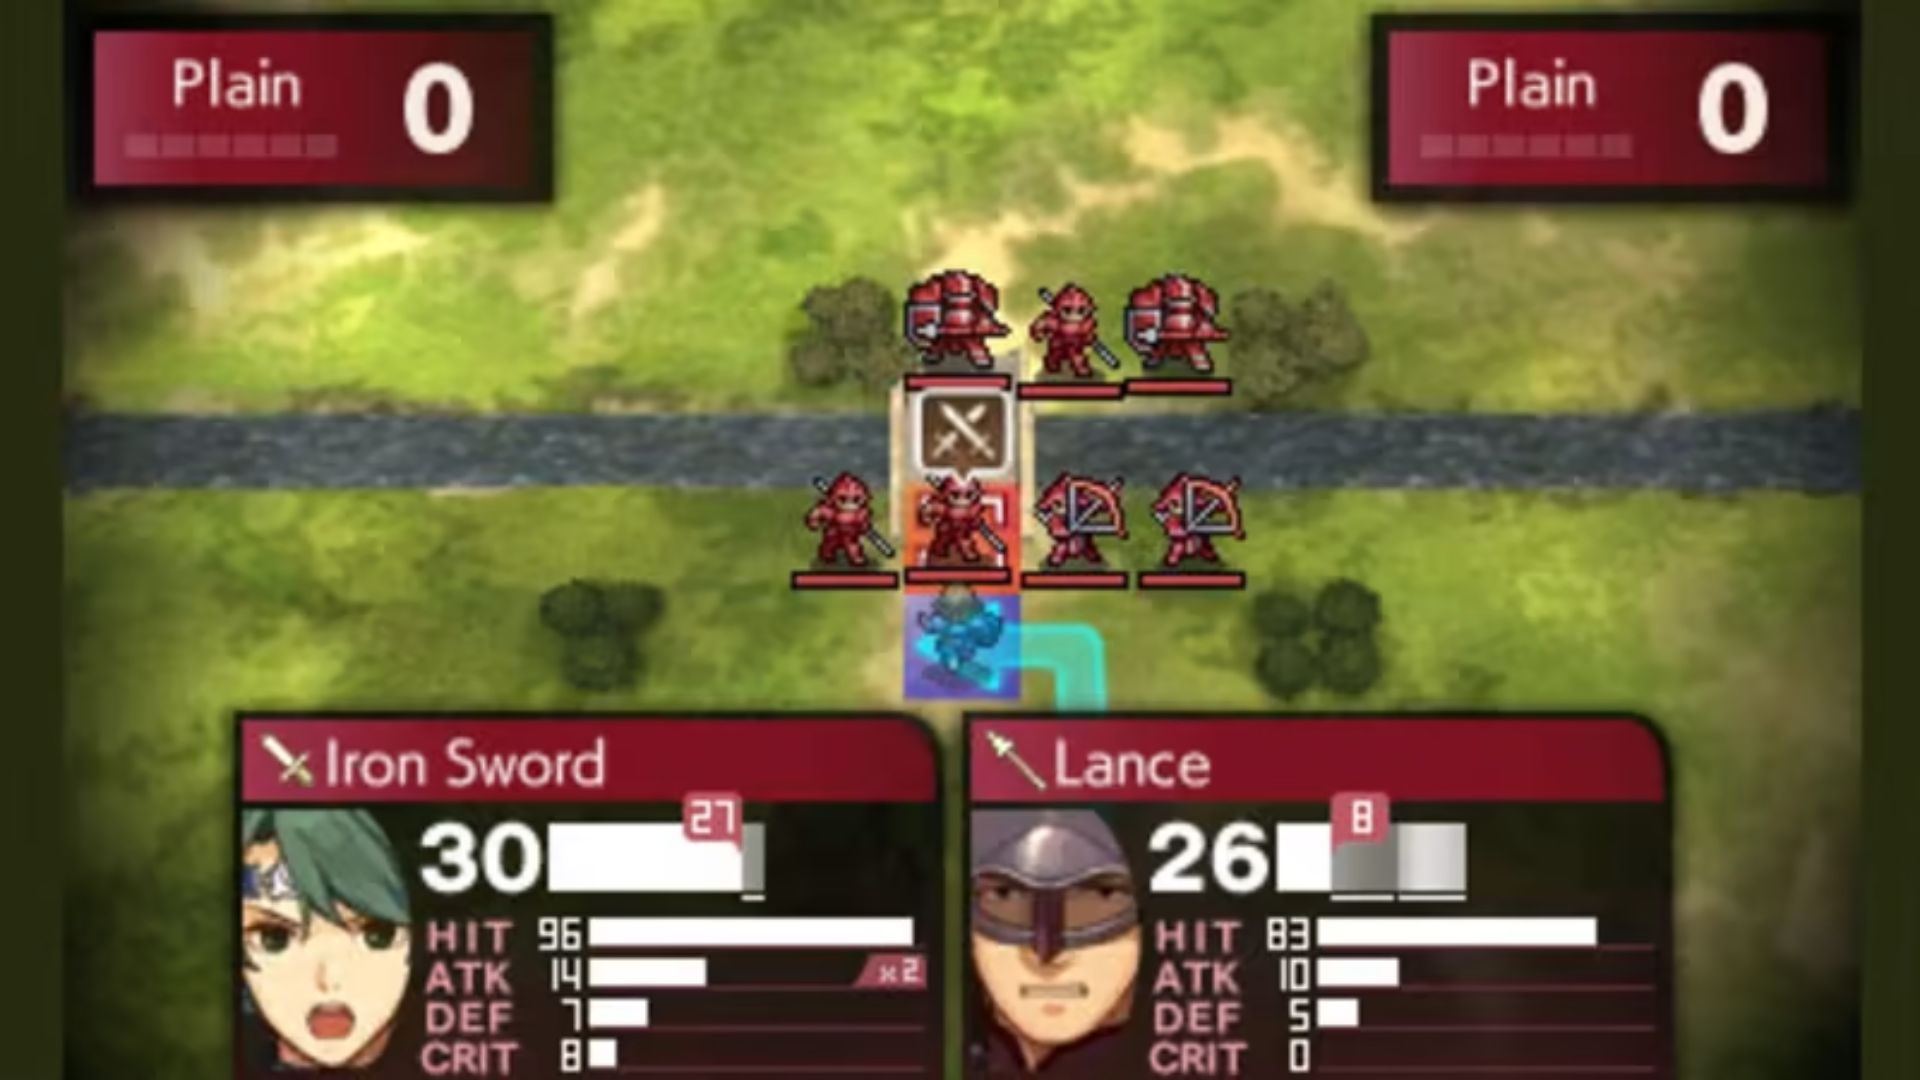 Plain 0
Plain 0
Iron Sword
27
30
HIT 96
ATK 14 x2
DEF 7
CRIT 8
Lance
8
26
HIT 83
ATK 10
DEF 5
CRIT 0